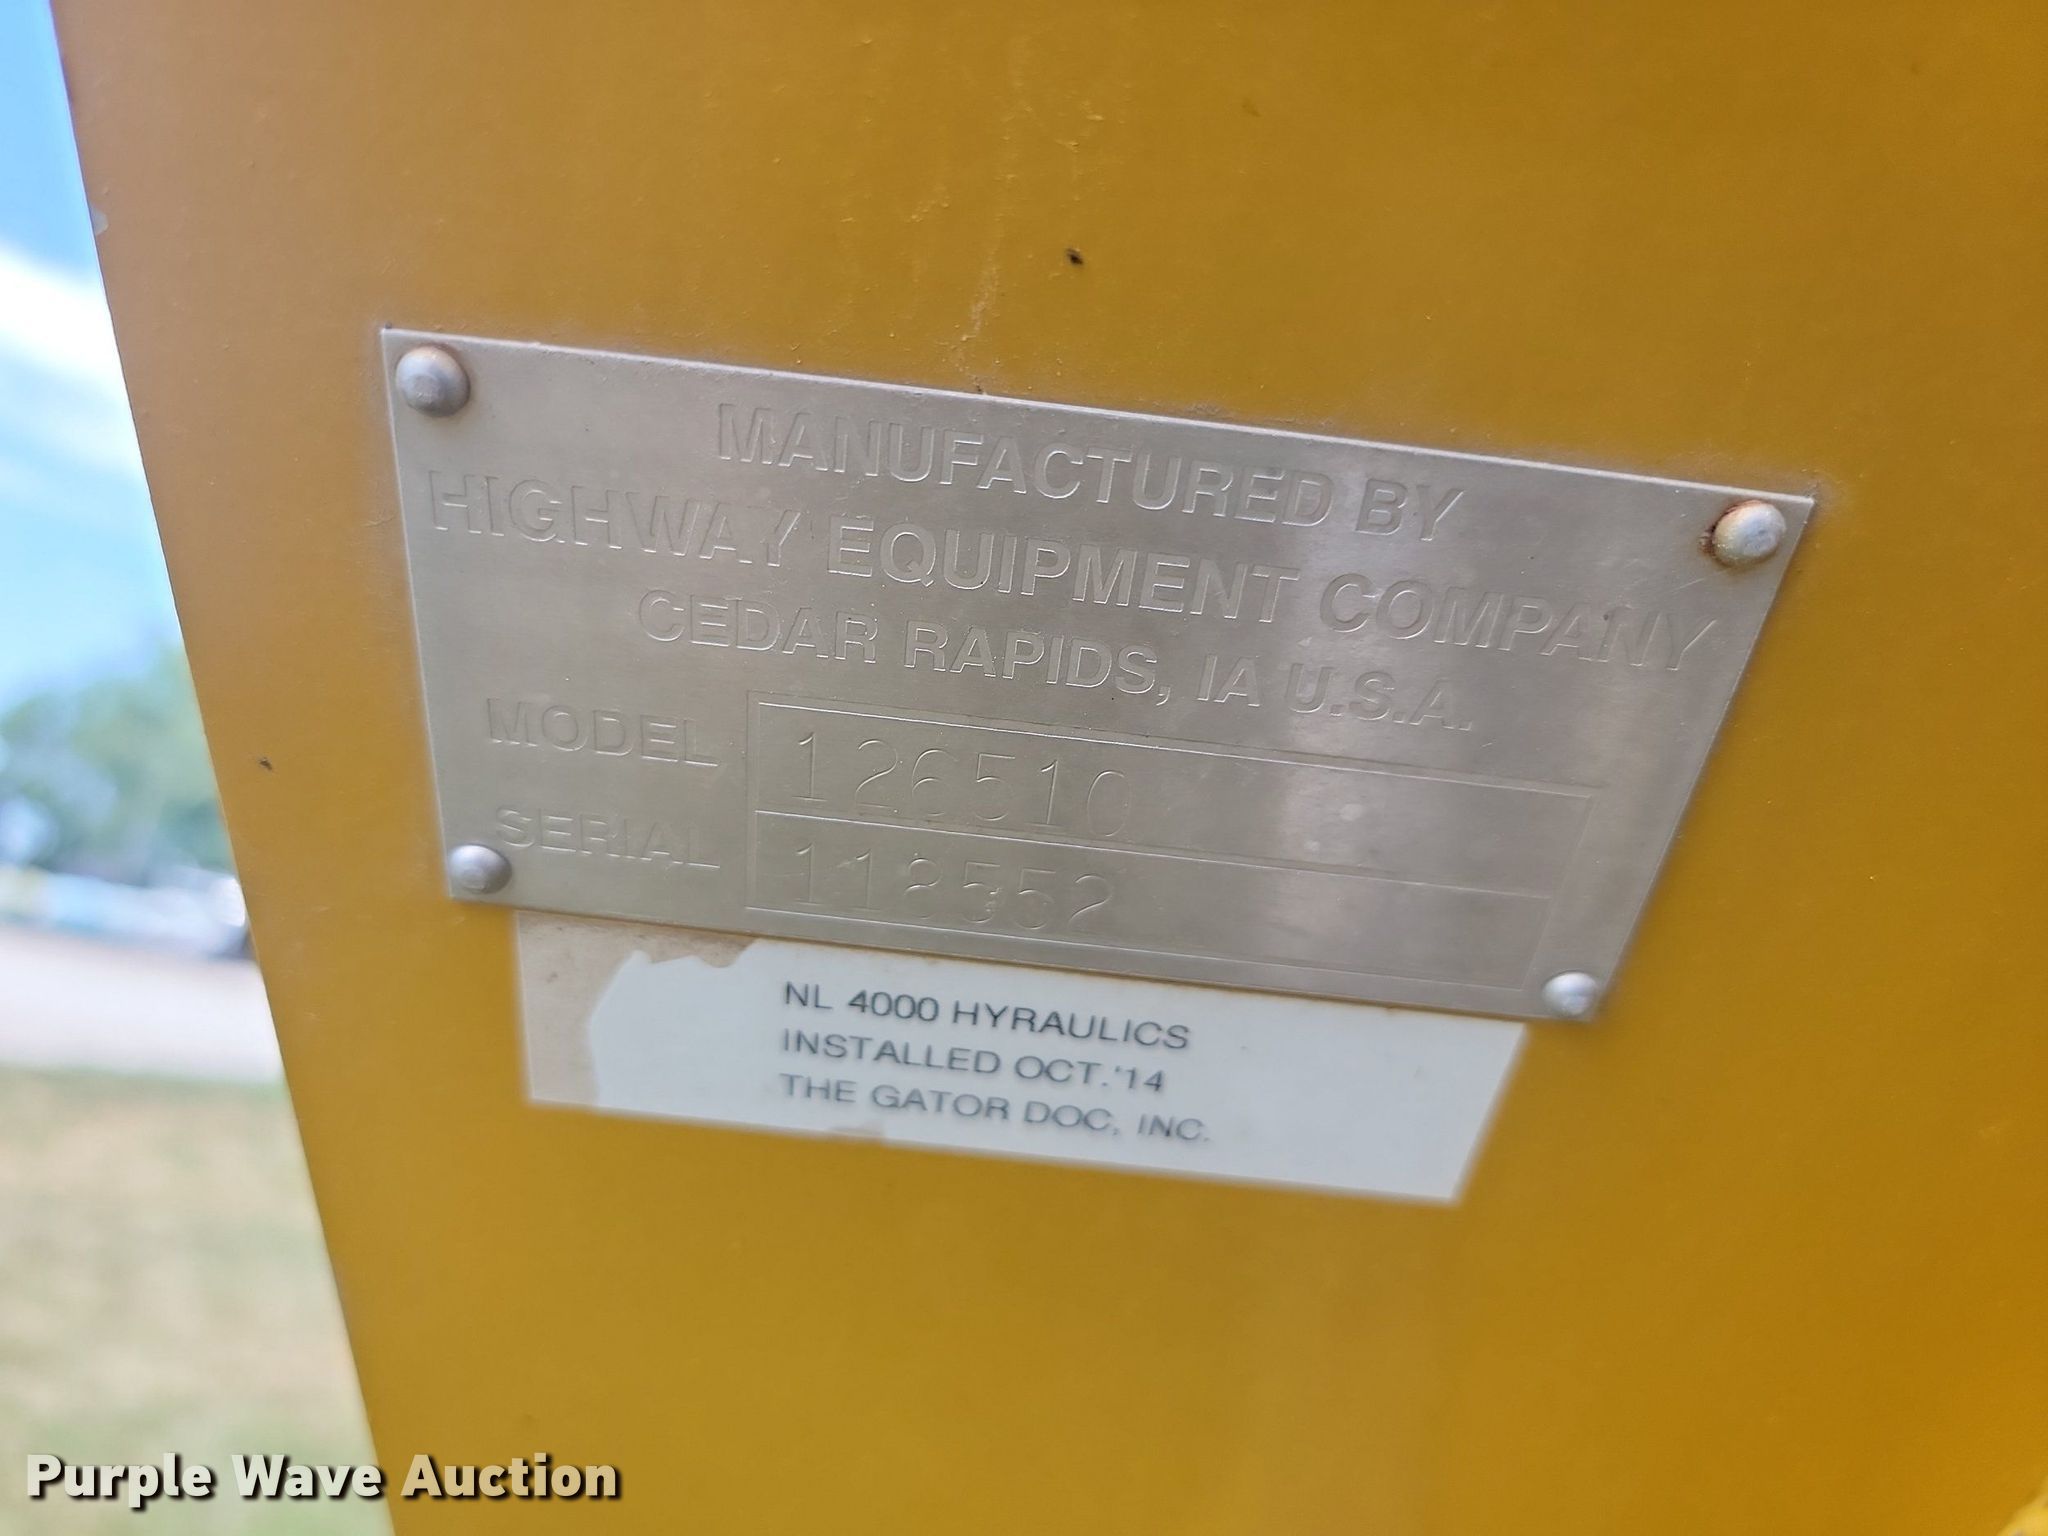 MANUFACTURED BY
HIGHWAY EQUIPMENT COMPANY
CEDAR RAPIDS, IA U.S.A.
MODEL 126510
SERIAL 118552
NL 4000 HYRAULICS
INSTALLED OCT.'14
THE GATOR DOC, INC.
Purple Wave Auction